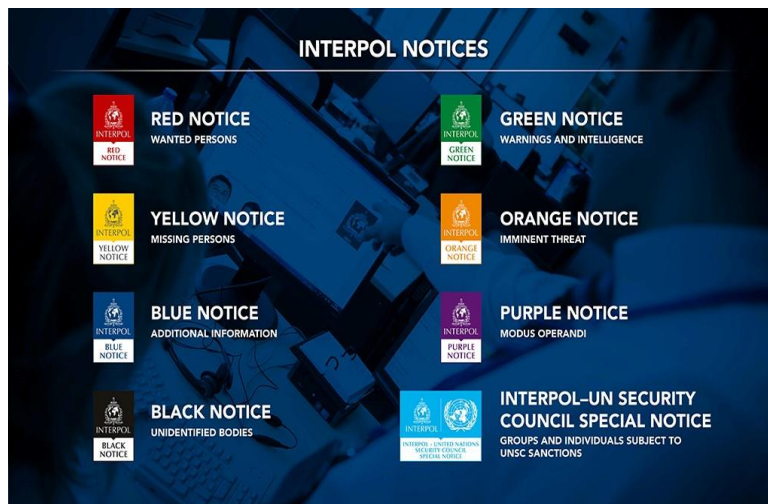 INTERPOL NOTICES
INTERPOL
RED
NOTICE
RED NOTICE
WANTED PERSONS
INTERPOL
GREEN
NOTICE
GREEN NOTICE
WARNINGS AND INTELLIGENCE
INTERPOL
YELLOW
NOTICE
YELLOW NOTICE
MISSING PERSONS
INTERPOL
ORANGE
NOTICE
ORANGE NOTICE
IMMINENT THREAT
INTERPOL
BLUE
NOTICE
BLUE NOTICE
ADDITIONAL INFORMATION
INTERPOL
PURPLE
NOTICE
PURPLE NOTICE
MODUS OPERANDI
INTERPOL
BLACK
NOTICE
BLACK NOTICE
UNIDENTIFIED BODIES
INTERPOL
INTERPOL - UNITED NATIONS
SECURITY COUNCIL
SPECIAL NOTICE
INTERPOL–UN SECURITY
COUNCIL SPECIAL NOTICE
GROUPS AND INDIVIDUALS SUBJECT TO
UNSC SANCTIONS